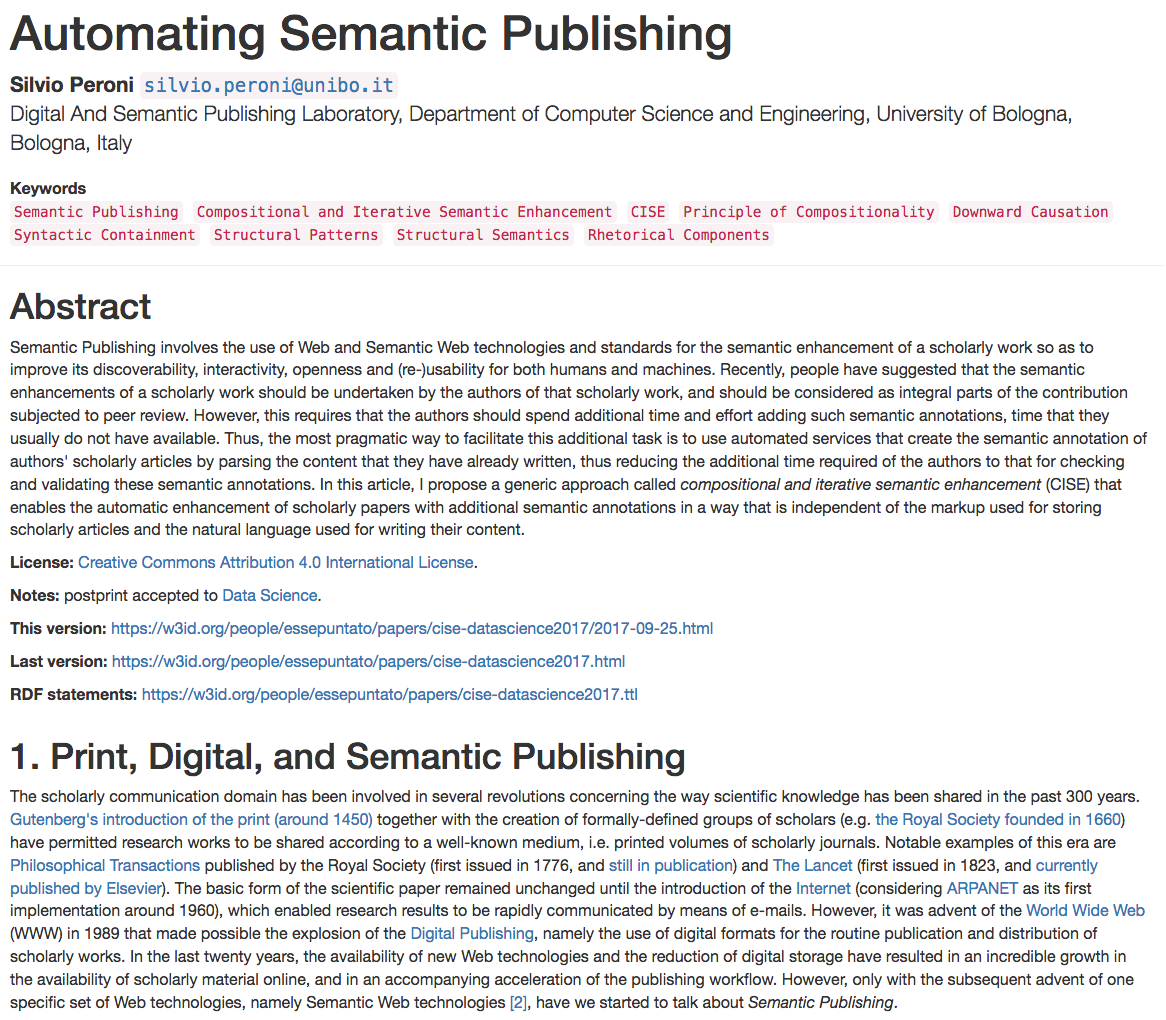 Automating Semantic Publishing
Silvio Peroni silvio.peroni@unibo.it
Digital And Semantic Publishing Laboratory, Department of Computer Science and Engineering, University of Bologna,
Bologna, Italy
Keywords
Semantic Publishing Compositional and Iterative Semantic Enhancement CISE Principle of Compositionality Downward Causation
Syntactic Containment Structural Patterns Structural Semantics Rhetorical Components
Abstract
Semantic Publishing involves the use of Web and Semantic Web technologies and standards for the semantic enhancement of a scholarly work so as to
improve its discoverability, interactivity, openness and (re-)usability for both humans and machines. Recently, people have suggested that the semantic
enhancements of a scholarly work should be undertaken by the authors of that scholarly work, and should be considered as integral parts of the contribution
subjected to peer review. However, this requires that the authors should spend additional time and effort adding such semantic annotations, time that they
usually do not have available. Thus, the most pragmatic way to facilitate this additional task is to use automated services that create the semantic annotation of
authors' scholarly articles by parsing the content that they have already written, thus reducing the additional time required of the authors to that for checking
and validating these semantic annotations. In this article, I propose a generic approach called compositional and iterative semantic enhancement (CISE) that
enables the automatic enhancement of scholarly papers with additional semantic annotations in a way that is independent of the markup used for storing
scholarly articles and the natural language used for writing their content.
License: Creative Commons Attribution 4.0 International License.
Notes: postprint accepted to Data Science.
This version: https://w3id.org/people/essepuntato/papers/cise-datascience2017/2017-09-25.html
Last version: https://w3id.org/people/essepuntato/papers/cise-datascience2017.html
RDF statements: https://w3id.org/people/essepuntato/papers/cise-datascience2017.ttl
1. Print, Digital, and Semantic Publishing
The scholarly communication domain has been involved in several revolutions concerning the way scientific knowledge has been shared in the past 300 years.
Gutenberg's introduction of the print (around 1450) together with the creation of formally-defined groups of scholars (e.g. the Royal Society founded in 1660)
have permitted research works to be shared according to a well-known medium, i.e. printed volumes of scholarly journals. Notable examples of this era are
Philosophical Transactions published by the Royal Society (first issued in 1776, and still in publication) and The Lancet (first issued in 1823, and currently
published by Elsevier). The basic form of the scientific paper remained unchanged until the introduction of the Internet (considering ARPANET as its first
implementation around 1960), which enabled research results to be rapidly communicated by means of e-mails. However, it was advent of the World Wide Web
(WWW) in 1989 that made possible the explosion of the Digital Publishing, namely the use of digital formats for the routine publication and distribution of
scholarly works. In the last twenty years, the availability of new Web technologies and the reduction of digital storage have resulted in an incredible growth in
the availability of scholarly material online, and in an accompanying acceleration of the publishing workflow. However, only with the subsequent advent of one
specific set of Web technologies, namely Semantic Web technologies [2], have we started to talk about Semantic Publishing.